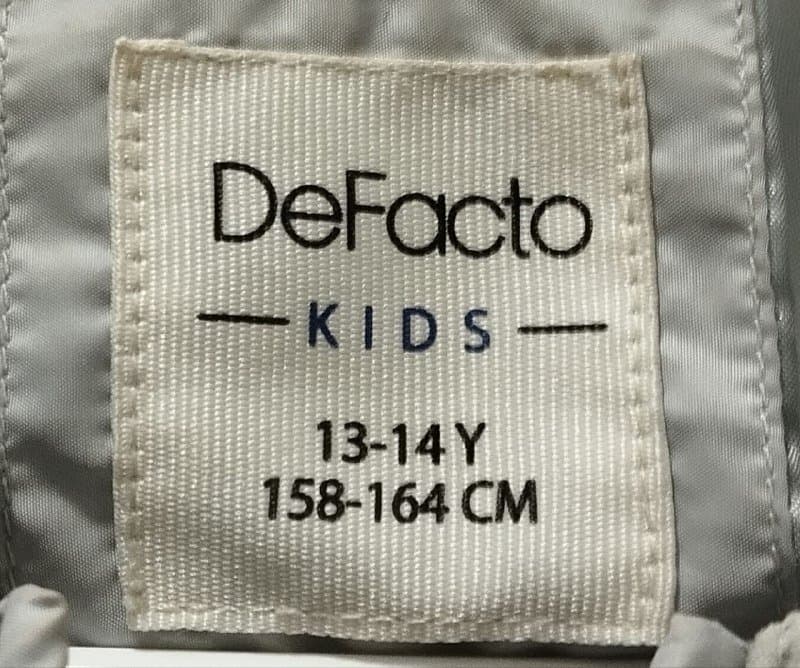 DeFacto
— KIDS —
13-14 Y
158-164 CM